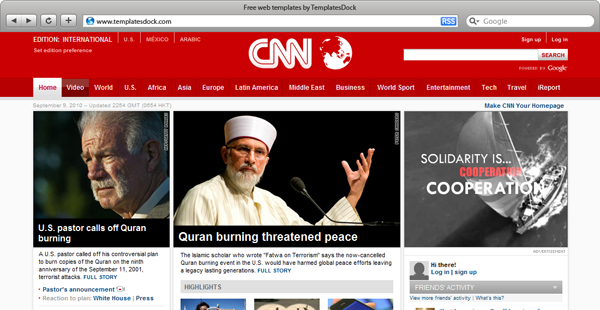 Free web templates by TemplatesDock
www.templatesdock.com RSS Google
EDITION: INTERNATIONAL U.S. MÉXICO ARABIC
Set edition preference
CNN
Sign up Log in
SEARCH
POWERED BY Google
Home Video World U.S. Africa Asia Europe Latin America Middle East Business World Sport Entertainment Tech Travel iReport
September 9, 2010 -- Updated 2254 GMT (0654 HKT)
Make CNN Your Homepage
U.S. pastor calls off Quran
burning
A U.S. pastor called off his controversial plan
to burn copies of the Quran on the ninth
anniversary of the September 11, 2001,
terrorist attacks. FULL STORY
Pastor's announcement
Reaction to plan: White House | Press
Quran burning threatened peace
The Islamic scholar who wrote "Fatwa on Terrorism" says the now-cancelled
Quran burning event in the U.S. would have harmed global peace efforts leaving
a legacy lasting generations. FULL STORY
HIGHLIGHTS
SOLIDARITY IS...
COOPERATION
COOPERATION
ADVERTISEMENT
Hi there!
Log in | sign up
FRIENDS' ACTIVITY
View more friends' activity | What's this?